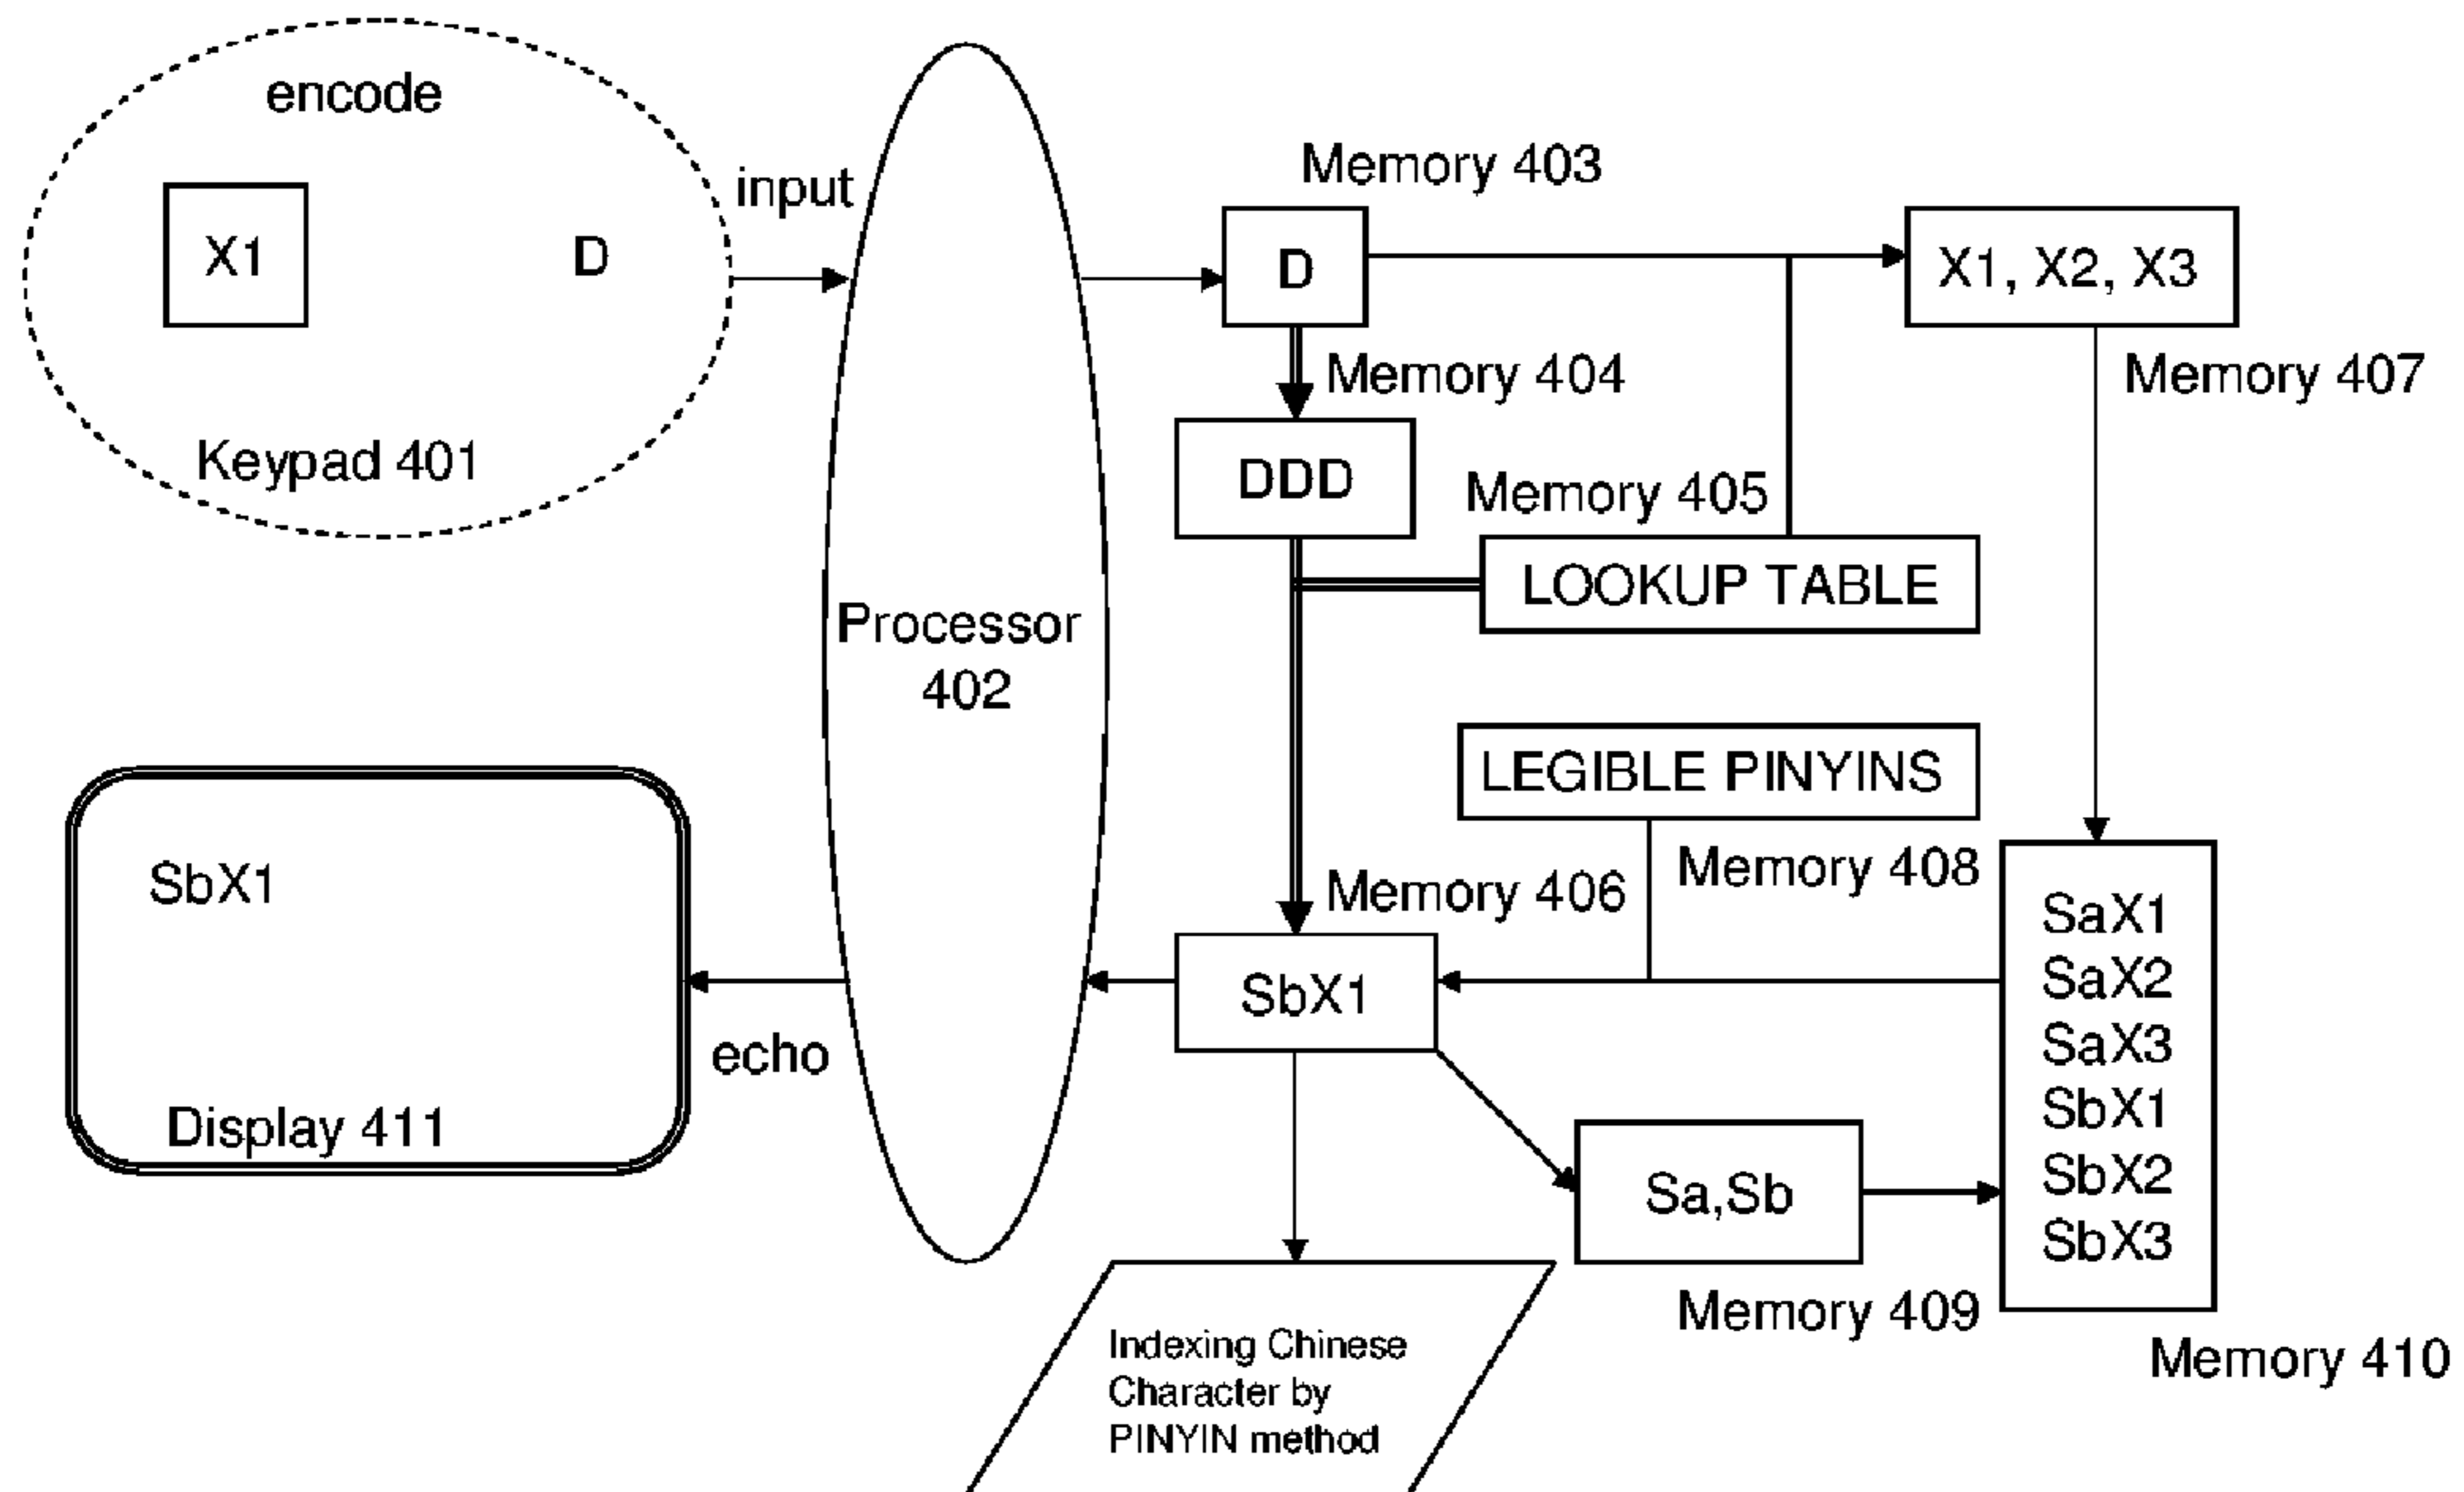 encode
X1
D
Keypad 401
input
Processor
402
Memory 403
D
X1, X2, X3
Memory 404
Memory 407
DDD
Memory 405
LOOKUP TABLE
LEGIBLE PINYINS
Memory 408
Memory 406
SbX1
SaX1
SaX2
SaX3
SbX1
SbX2
SbX3
SbX1
echo
Display 411
Sa,Sb
Memory 409
Memory 410
Indexing Chinese
Character by
PINYIN method